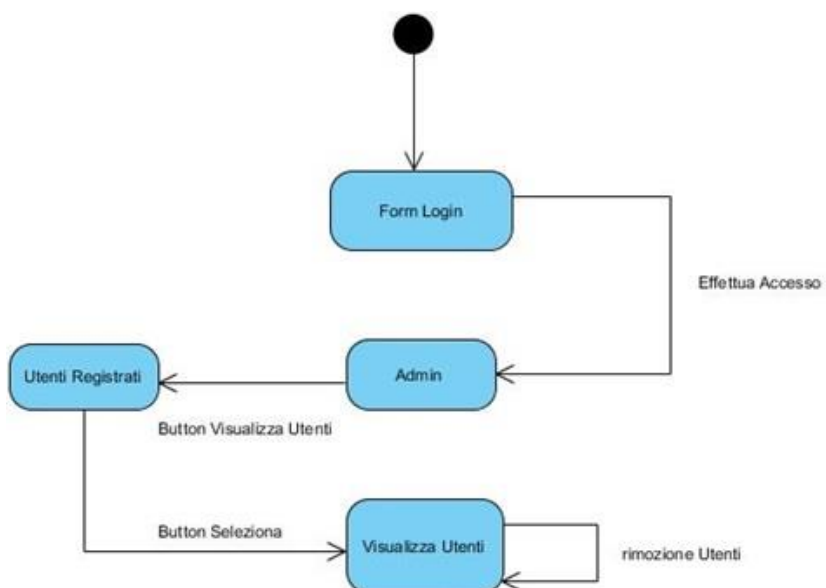 Form Login
Effettua Accesso
Utenti Registrati
Admin
Button Visualizza Utenti
Button Seleziona
Visualizza Utenti
rimozione Utenti